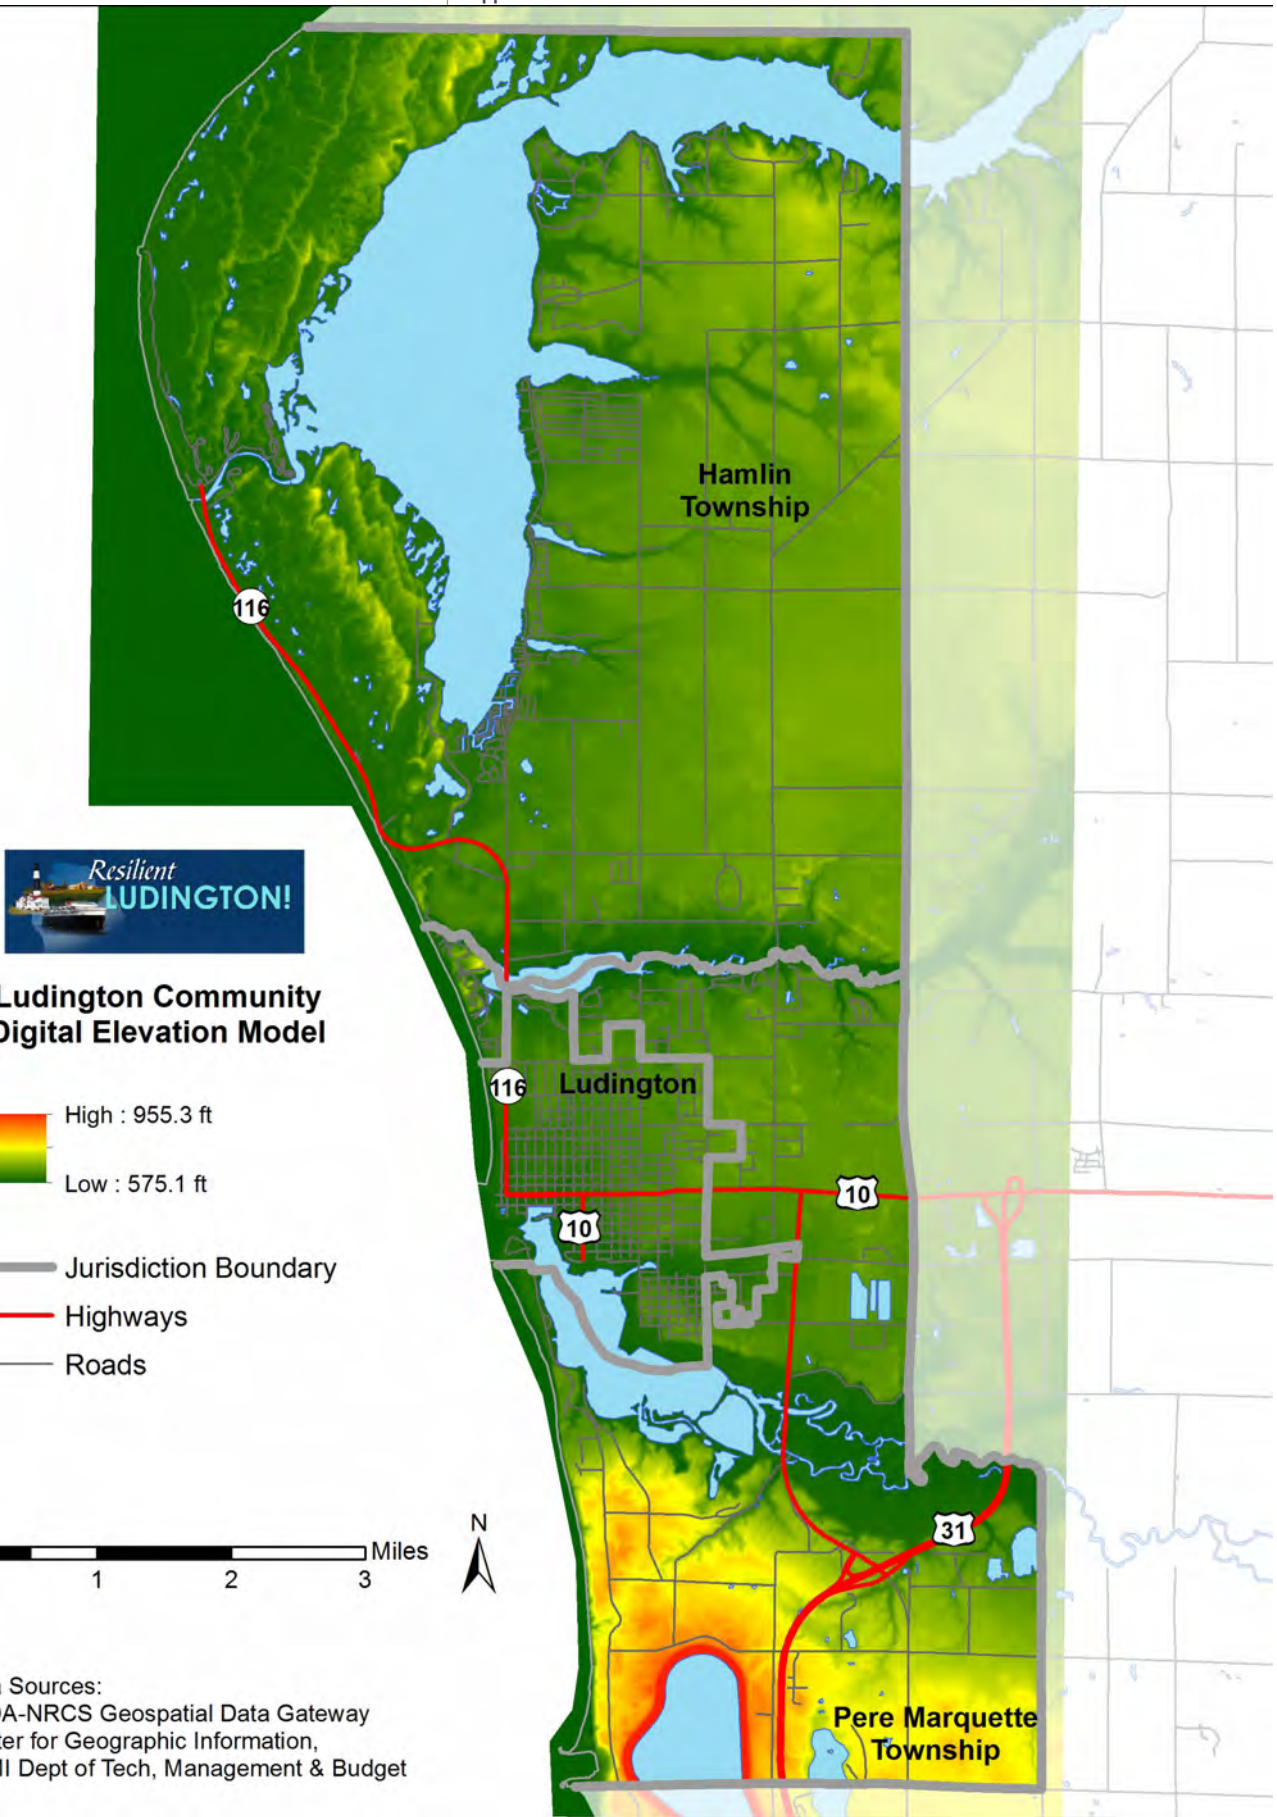 Hamlin
Township
116
Resilient
LUDINGTON!
Ludington Community
Digital Elevation Model
116
Ludington
High : 955.3 ft
Low : 575.1 ft
10
10
Jurisdiction Boundary
Highways
Roads
31
N
Miles
1 2 3
Sources:
A-NRCS Geospatial Data Gateway
ter for Geographic Information,
II Dept of Tech, Management & Budget
Pere Marquette
Township